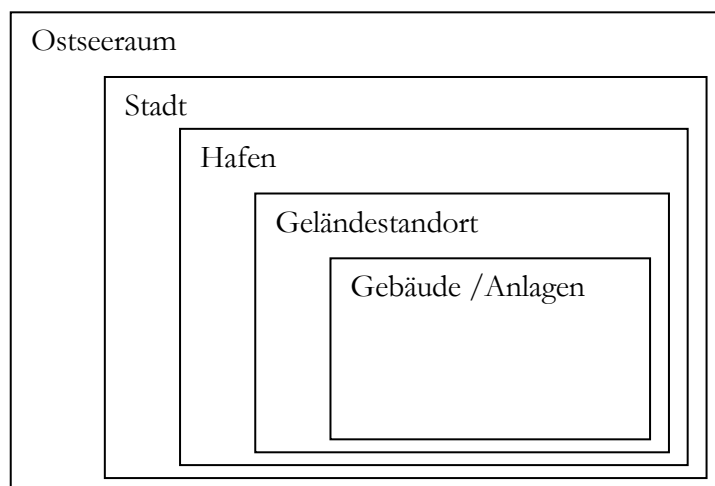 Ostseeraum
Stadt
Hafen
Geländestandort
Gebäude /Anlagen